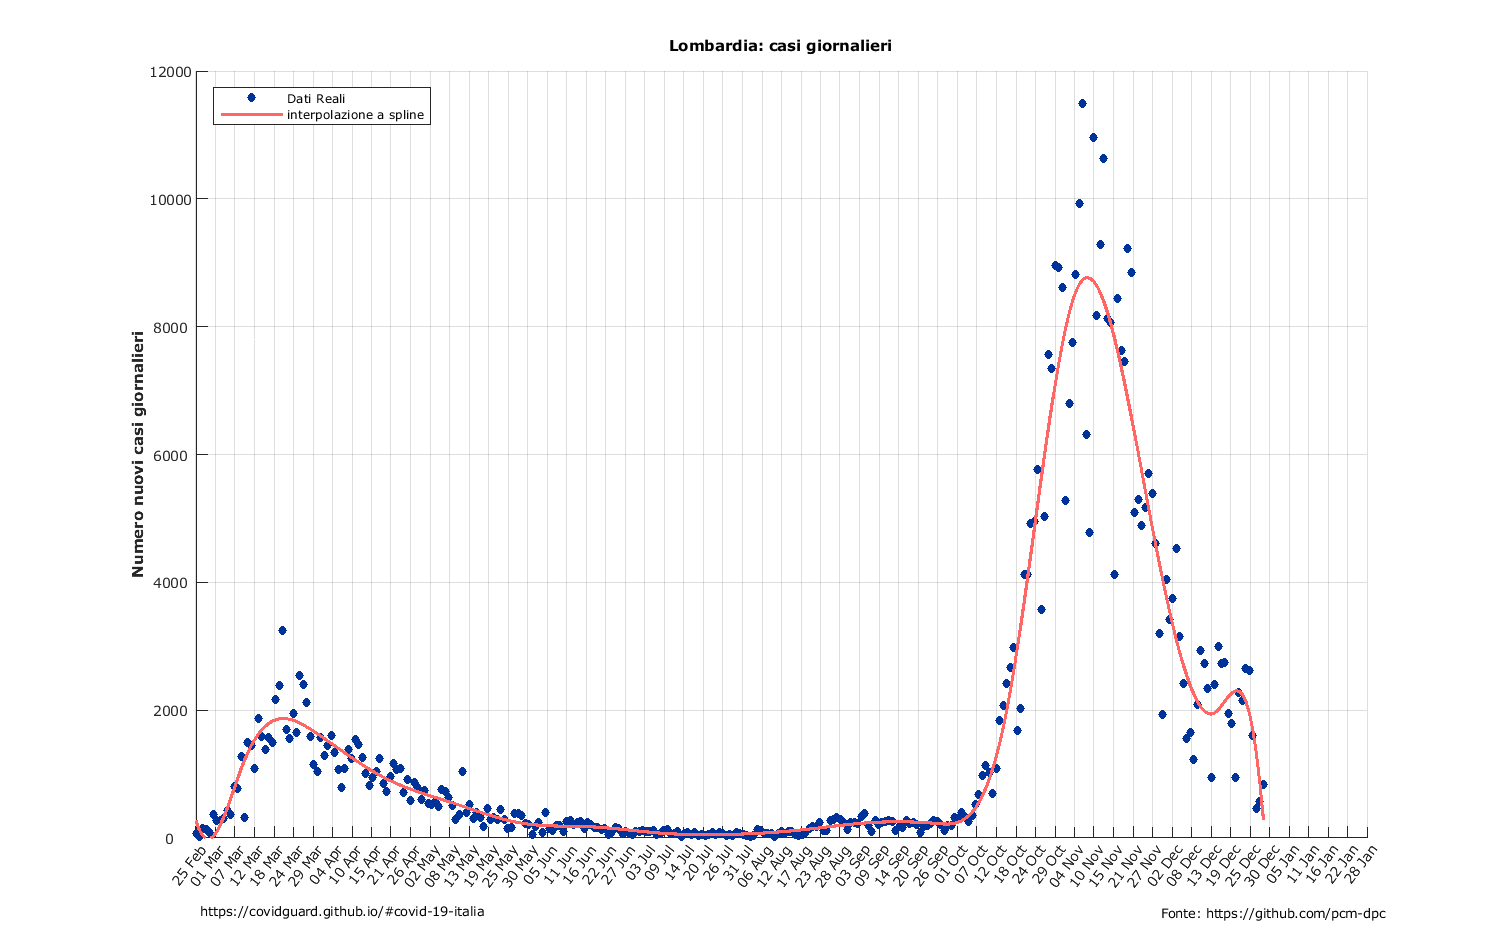 Lombardia: casi giornalieri
Dati Reali
interpolazione a spline
Numero nuovi casi giornalieri
12000
10000
8000
6000
4000
2000
0
25 Feb
01 Mar
07 Mar
12 Mar
18 Mar
24 Mar
29 Mar
04 Apr
10 Apr
15 Apr
21 Apr
26 Apr
02 May
08 May
13 May
19 May
25 May
30 May
05 Jun
11 Jun
16 Jun
22 Jun
27 Jun
03 Jul
09 Jul
14 Jul
20 Jul
26 Jul
31 Jul
06 Aug
12 Aug
17 Aug
23 Aug
28 Aug
03 Sep
09 Sep
14 Sep
20 Sep
26 Sep
01 Oct
07 Oct
12 Oct
18 Oct
24 Oct
29 Oct
04 Nov
10 Nov
15 Nov
21 Nov
27 Nov
02 Dec
08 Dec
13 Dec
19 Dec
25 Dec
30 Dec
05 Jan
11 Jan
16 Jan
22 Jan
28 Jan
https://covidguard.github.io/#covid-19-italia
Fonte: https://github.com/pcm-dpc